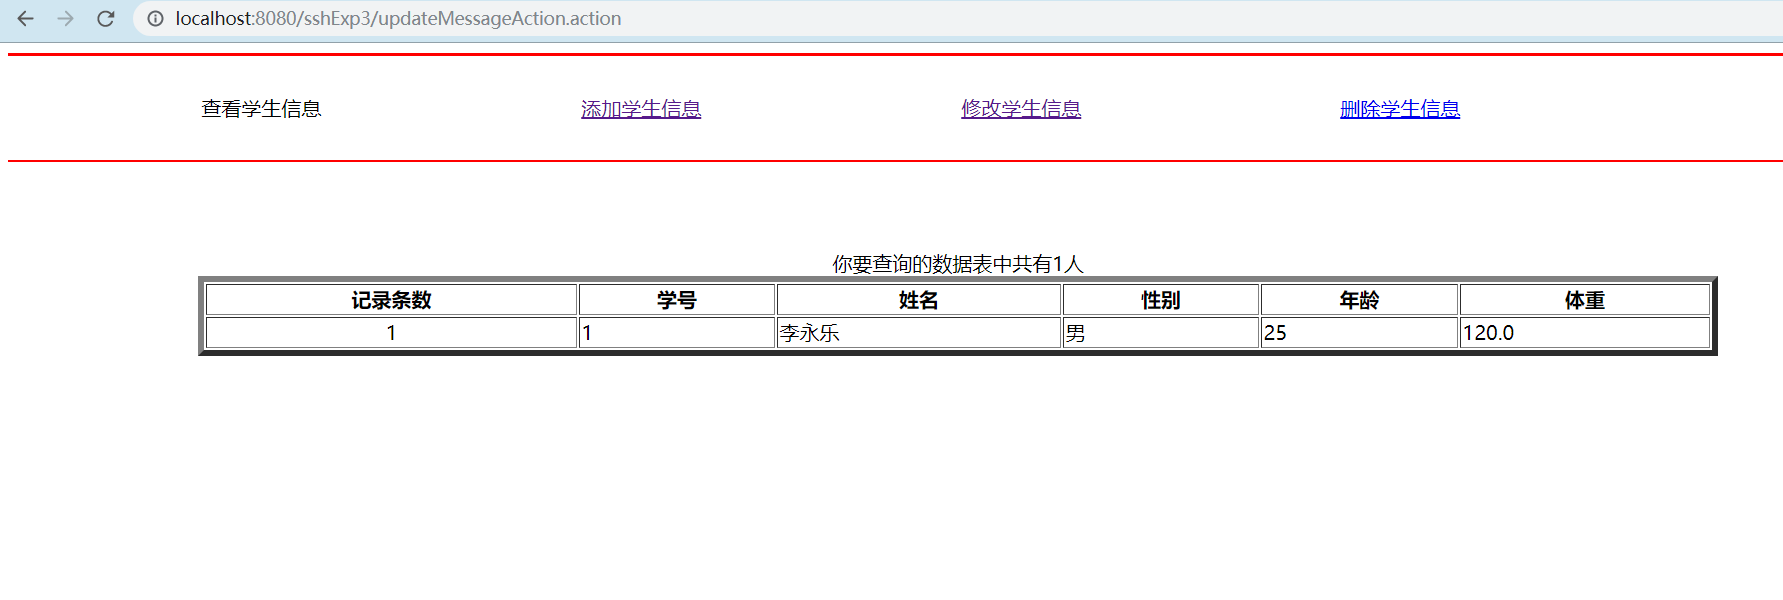 localhost:8080/sshExp3/updateMessageAction.action
查看学生信息 添加学生信息 修改学生信息 删除学生信息
你要查询的数据表中共有1人
记录条数 学号 姓名 性别 年龄 体重
1 1 李永乐 男 25 120.0